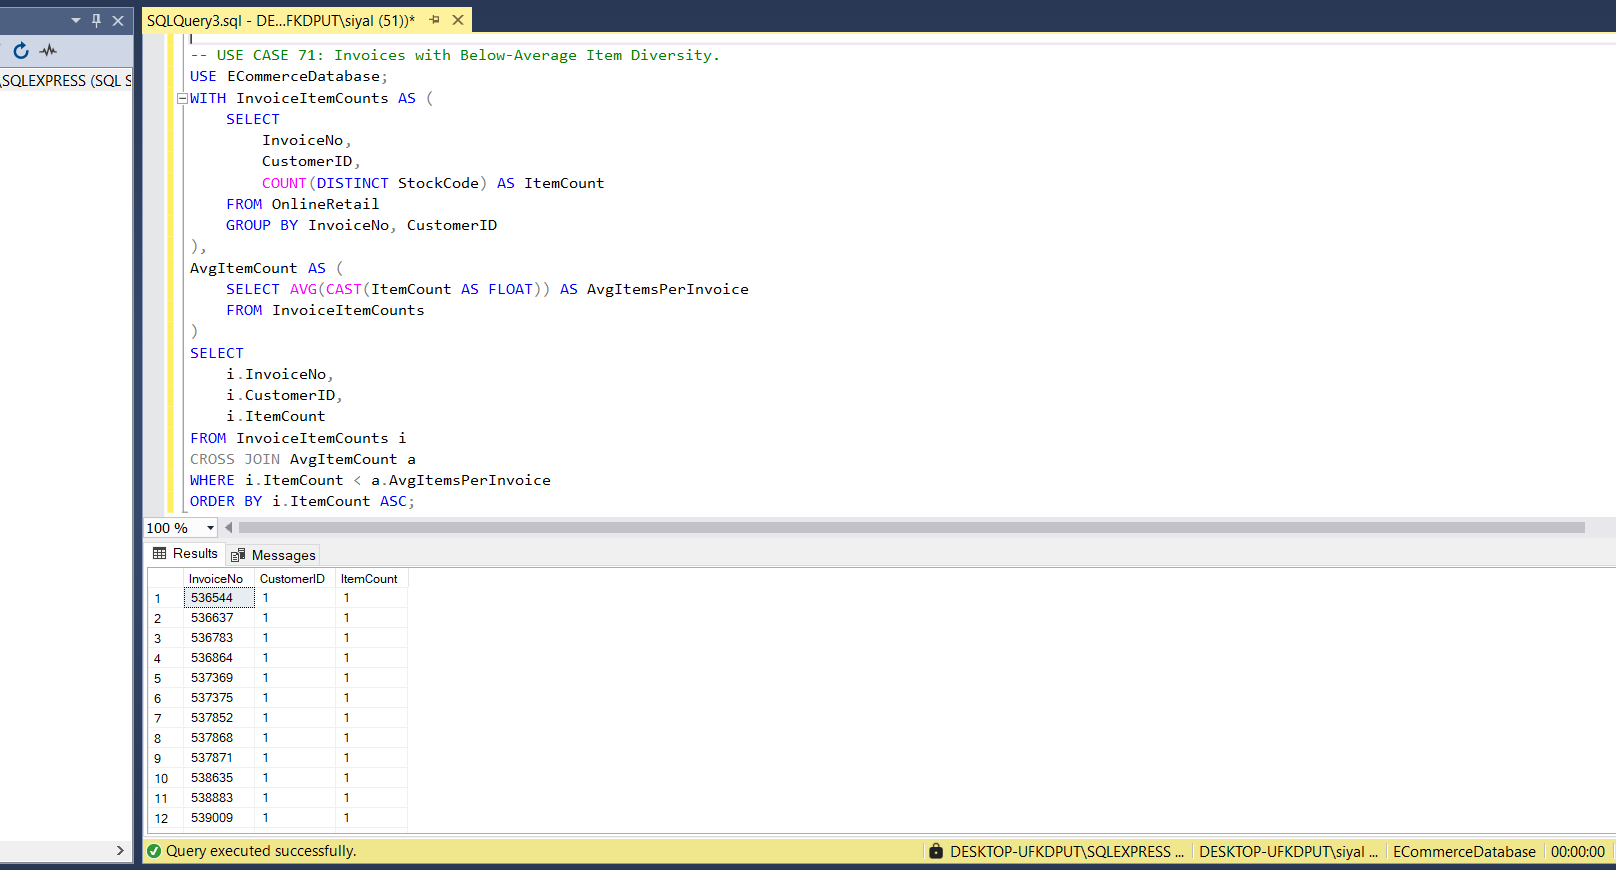 SQLQuery3.sql - DE...FKDPUT\siyal (51))*
\SQLEXPRESS (SQL S
-- USE CASE 71: Invoices with Below-Average Item Diversity.
USE ECommerceDatabase;
WITH InvoiceItemCounts AS (
    SELECT
        InvoiceNo,
        CustomerID,
        COUNT(DISTINCT StockCode) AS ItemCount
    FROM OnlineRetail
    GROUP BY InvoiceNo, CustomerID
),
AvgItemCount AS (
    SELECT AVG(CAST(ItemCount AS FLOAT)) AS AvgItemsPerInvoice
    FROM InvoiceItemCounts
)
SELECT
    i.InvoiceNo,
    i.CustomerID,
    i.ItemCount
FROM InvoiceItemCounts i
CROSS JOIN AvgItemCount a
WHERE i.ItemCount < a.AvgItemsPerInvoice
ORDER BY i.ItemCount ASC;
100 %
Results Messages
InvoiceNo CustomerID ItemCount
1 536544 1 1
2 536637 1 1
3 536783 1 1
4 536864 1 1
5 537369 1 1
6 537375 1 1
7 537852 1 1
8 537868 1 1
9 537871 1 1
10 538635 1 1
11 538883 1 1
12 539009 1 1
Query executed successfully. DESKTOP-UFKDPUT\SQLEXPRESS ... DESKTOP-UFKDPUT\siyal ... ECommerceDatabase 00:00:00